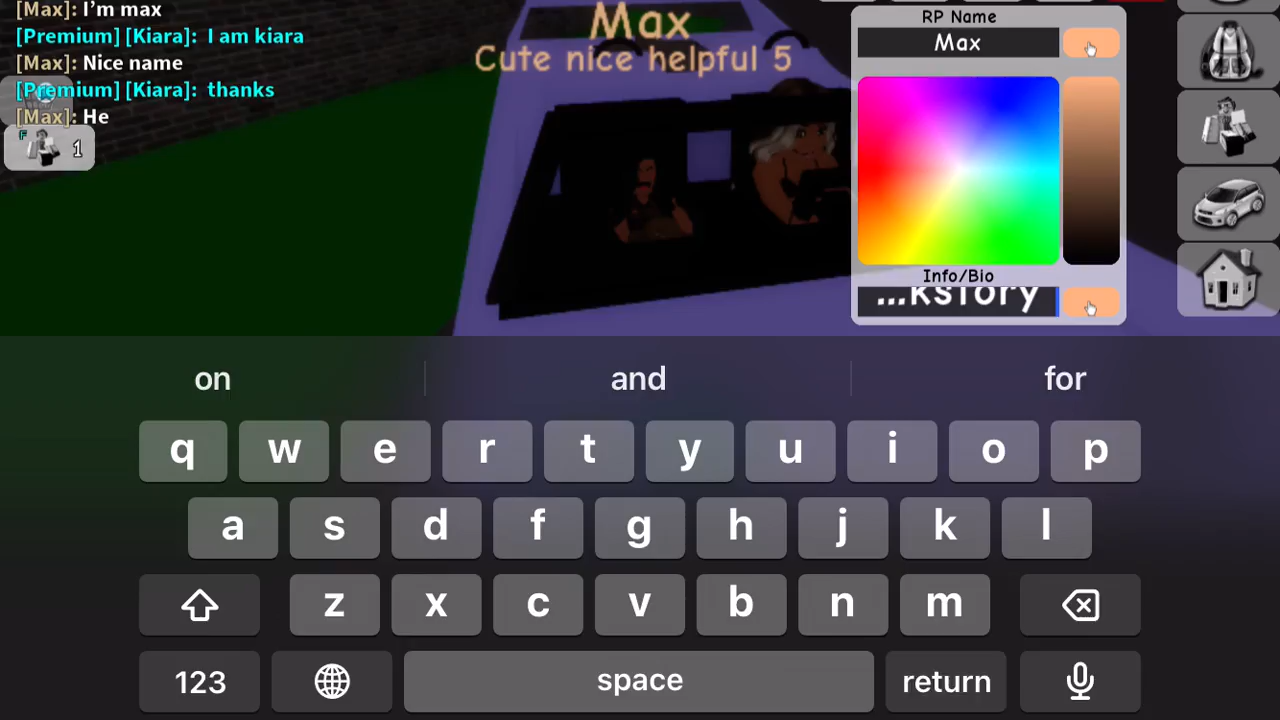 [Max]: I'm max
[Premium] [Kiara]: I am kiara
[Max]: Nice name
[Premium] [Kiara]: thanks
[Max]: He
F
1
Max
Cute nice helpful 5
RP Name
Max
Info/Bio
...kstory
on and for
q w e r t y u i o p
a s d f g h j k l
z x c v b n m
123 space return